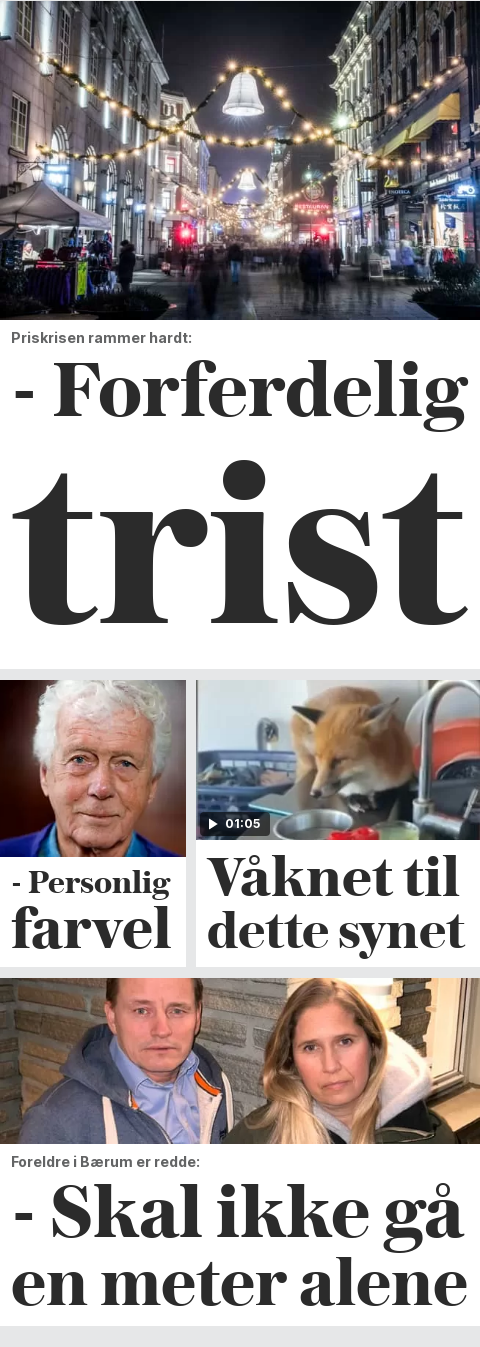 RESTAURAN
Priskrisen rammer hardt:
- Forferdelig
trist
- Personlig
farvel
01:05
Våknet til
dette synet
Foreldre i Bærum er redde:
- Skal ikke gå
en meter alene